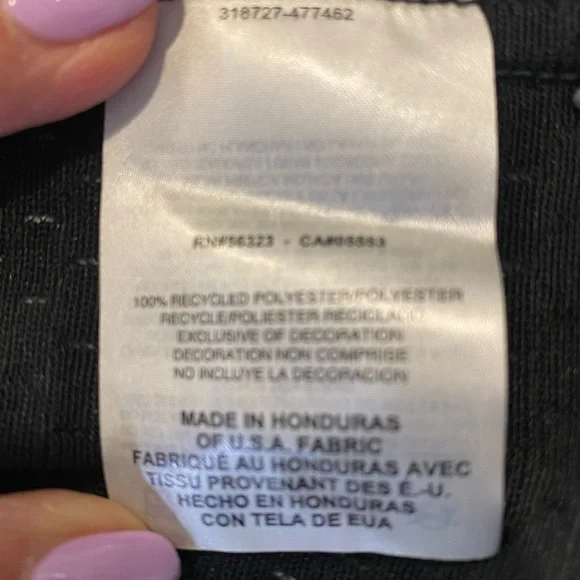 318727-477452
RN#56323 - CA#05553
100% RECYCLED POLYESTER/POLYESTER
RECYCLE/POLIESTER RECICLADO
EXCLUSIVE OF DECORATION
DECORATION NON COMPRISE
NO INCLUYE LA DECORACION
MADE IN HONDURAS
OF U.S.A. FABRIC
FABRIQUÉ AU HONDURAS AVEC
TISSU PROVENANT DES É.-U.
HECHO EN HONDURAS
CON TELA DE EUA